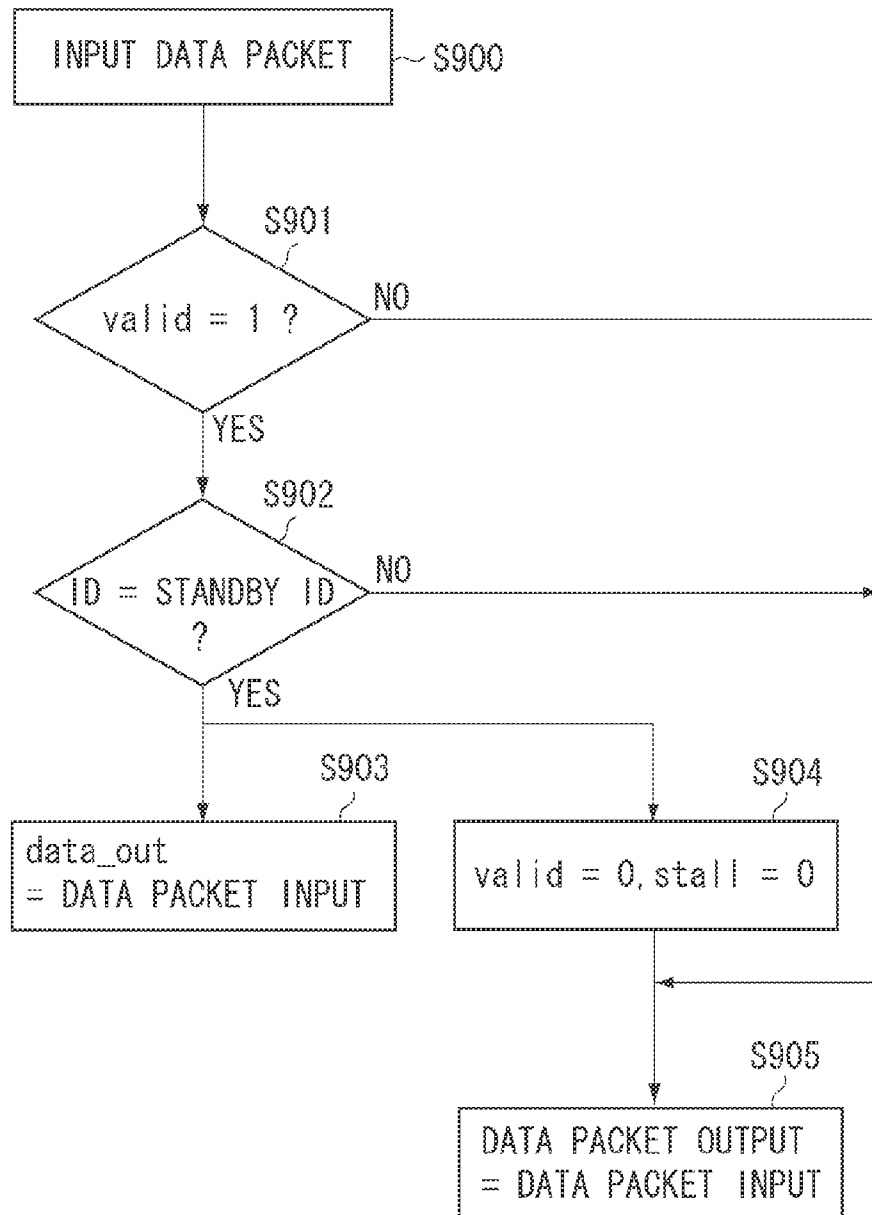 INPUT DATA PACKET
S900
S901
valid = 1 ?
NO
YES
S902
ID = STANDBY ID
?
NO
YES
S903
data_out
= DATA PACKET INPUT
S904
valid = 0, stall = 0
S905
DATA PACKET OUTPUT
= DATA PACKET INPUT